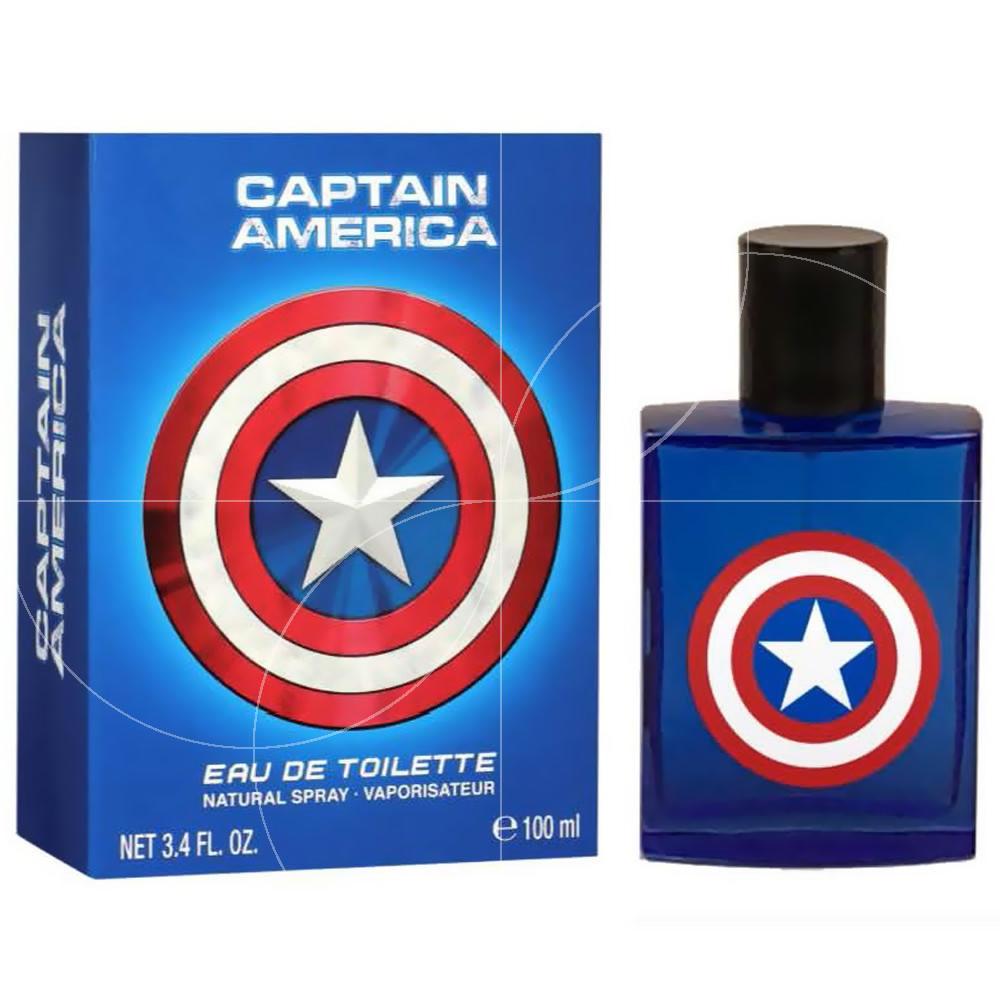 CAPTAIN
AMERICA
CAPTAIN
AMERICA
EAU DE TOILETTE
NATURAL SPRAY · VAPORISATEUR
NET 3.4 FL. OZ.
℮ 100 ml